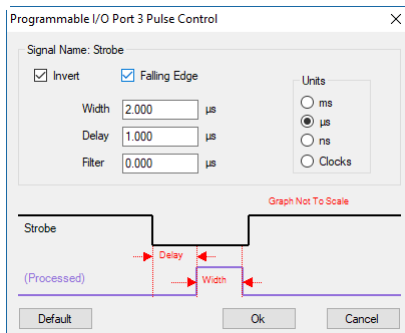 Programmable I/O Port 3 Pulse Control
Signal Name: Strobe
Invert Falling Edge
Units
Width 2.000 µs
Delay 1.000 µs
Filter 0.000 µs
ms
µs
ns
Clocks
Graph Not To Scale
Strobe
Delay
(Processed)
Width
Default Ok Cancel